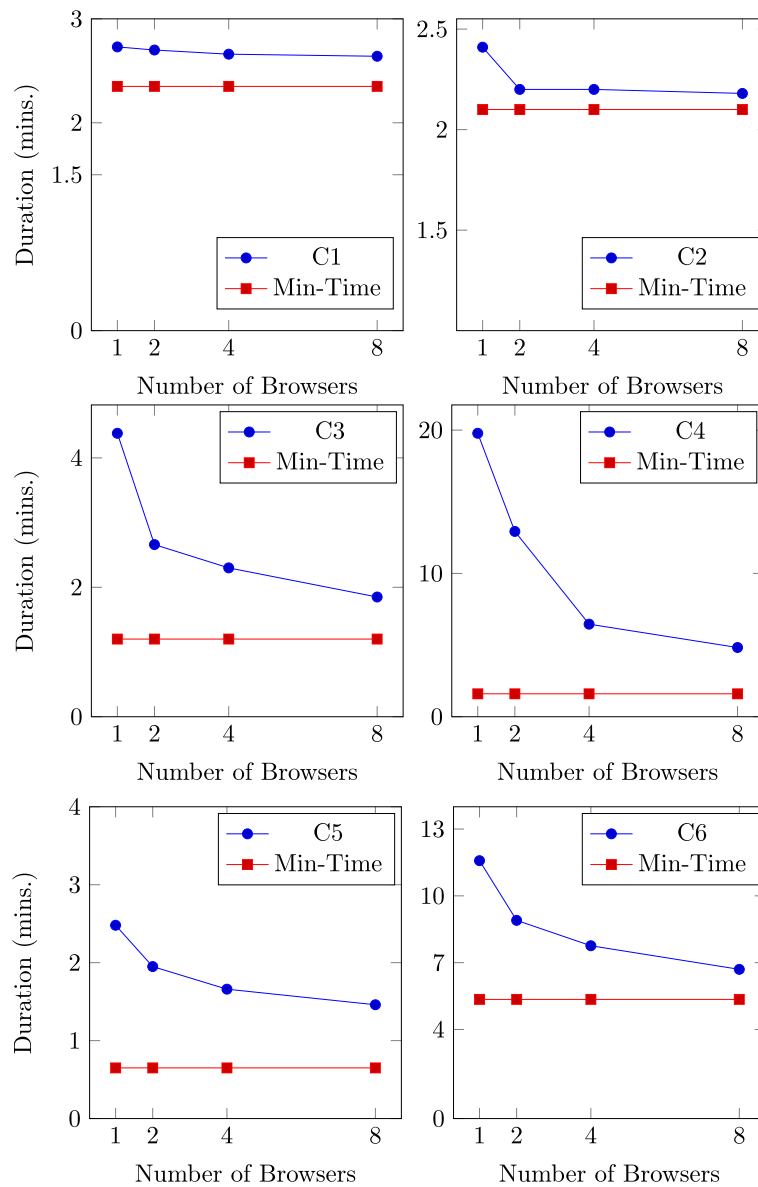 3
2
1.5
0
Duration (mins.)
C1
Min-Time
1 2 4 8
Number of Browsers
2.5
2
1.5
C2
Min-Time
1 2 4 8
Number of Browsers
4
2
0
Duration (mins.)
C3
Min-Time
1 2 4 8
Number of Browsers
20
10
0
C4
Min-Time
1 2 4 8
Number of Browsers
4
3
2
1
0
Duration (mins.)
C5
Min-Time
1 2 4 8
Number of Browsers
13
10
7
4
0
C6
Min-Time
1 2 4 8
Number of Browsers